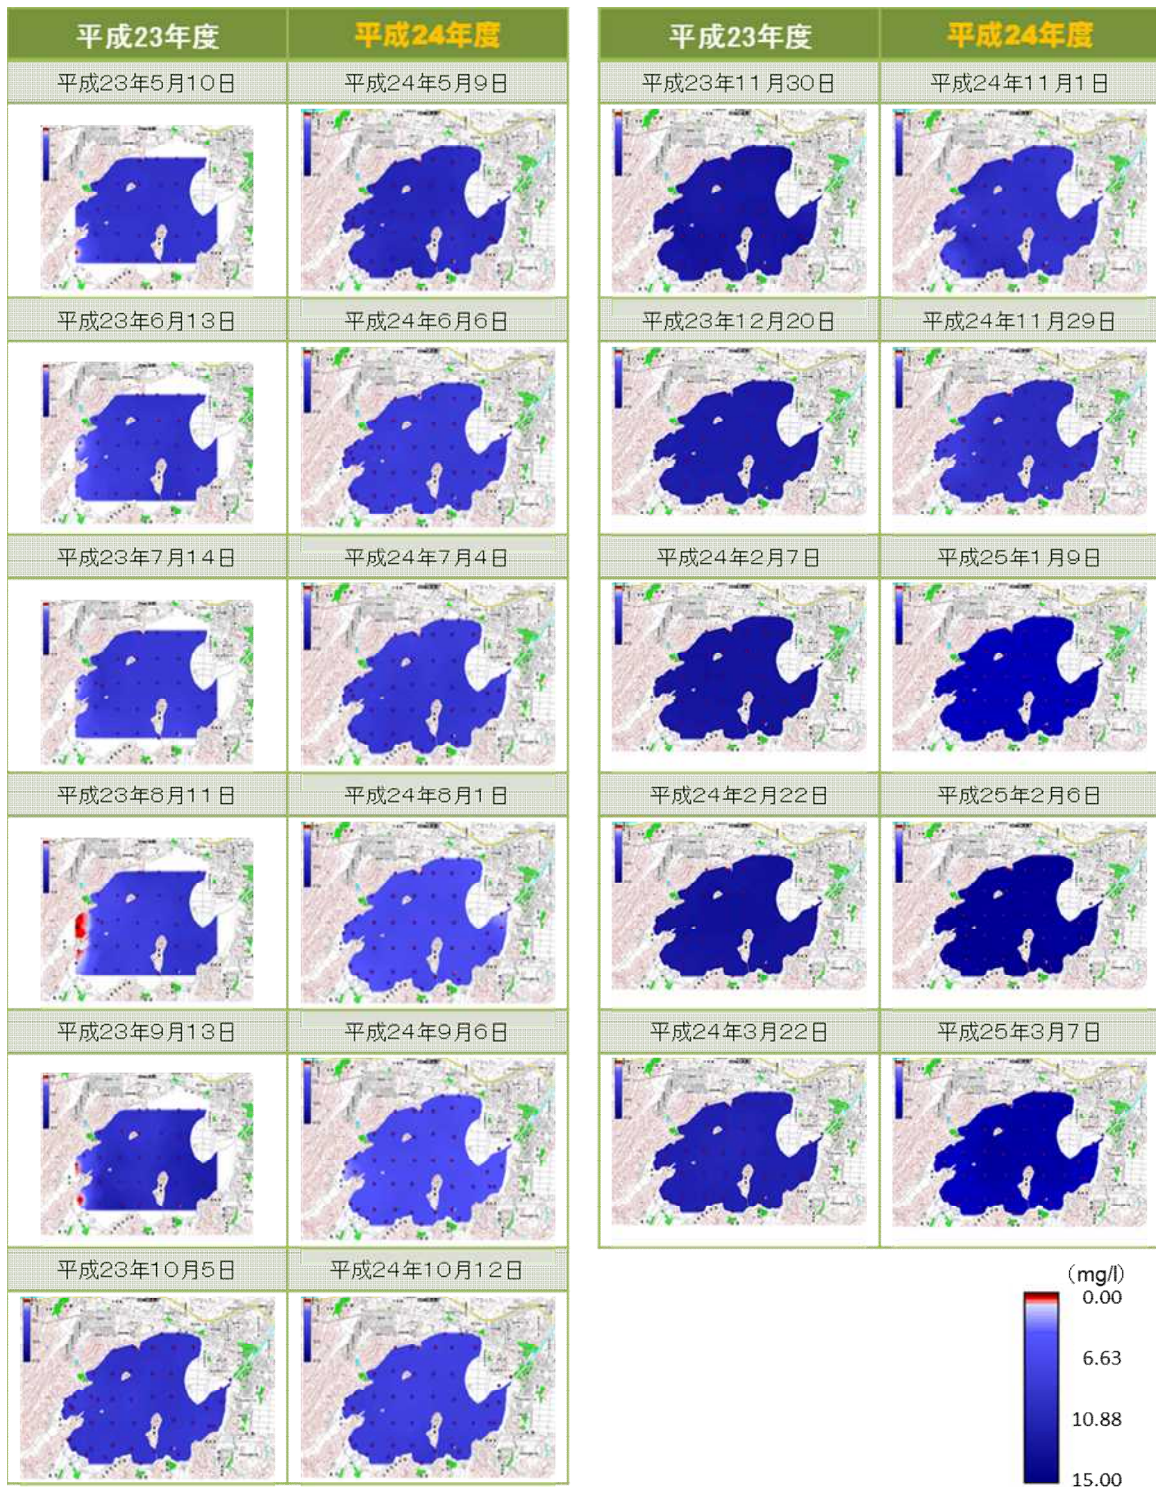 平成23年度 平成24年度
平成23年5月10日 平成24年5月9日
平成23年6月13日 平成24年6月6日
平成23年7月14日 平成24年7月4日
平成23年8月11日 平成24年8月1日
平成23年9月13日 平成24年9月6日
平成23年10月5日 平成24年10月12日
平成23年度 平成24年度
平成23年11月30日 平成24年11月1日
平成23年12月20日 平成24年11月29日
平成24年2月7日 平成25年1月9日
平成24年2月22日 平成25年2月6日
平成24年3月22日 平成25年3月7日
(mg/l)
0.00
6.63
10.88
15.00